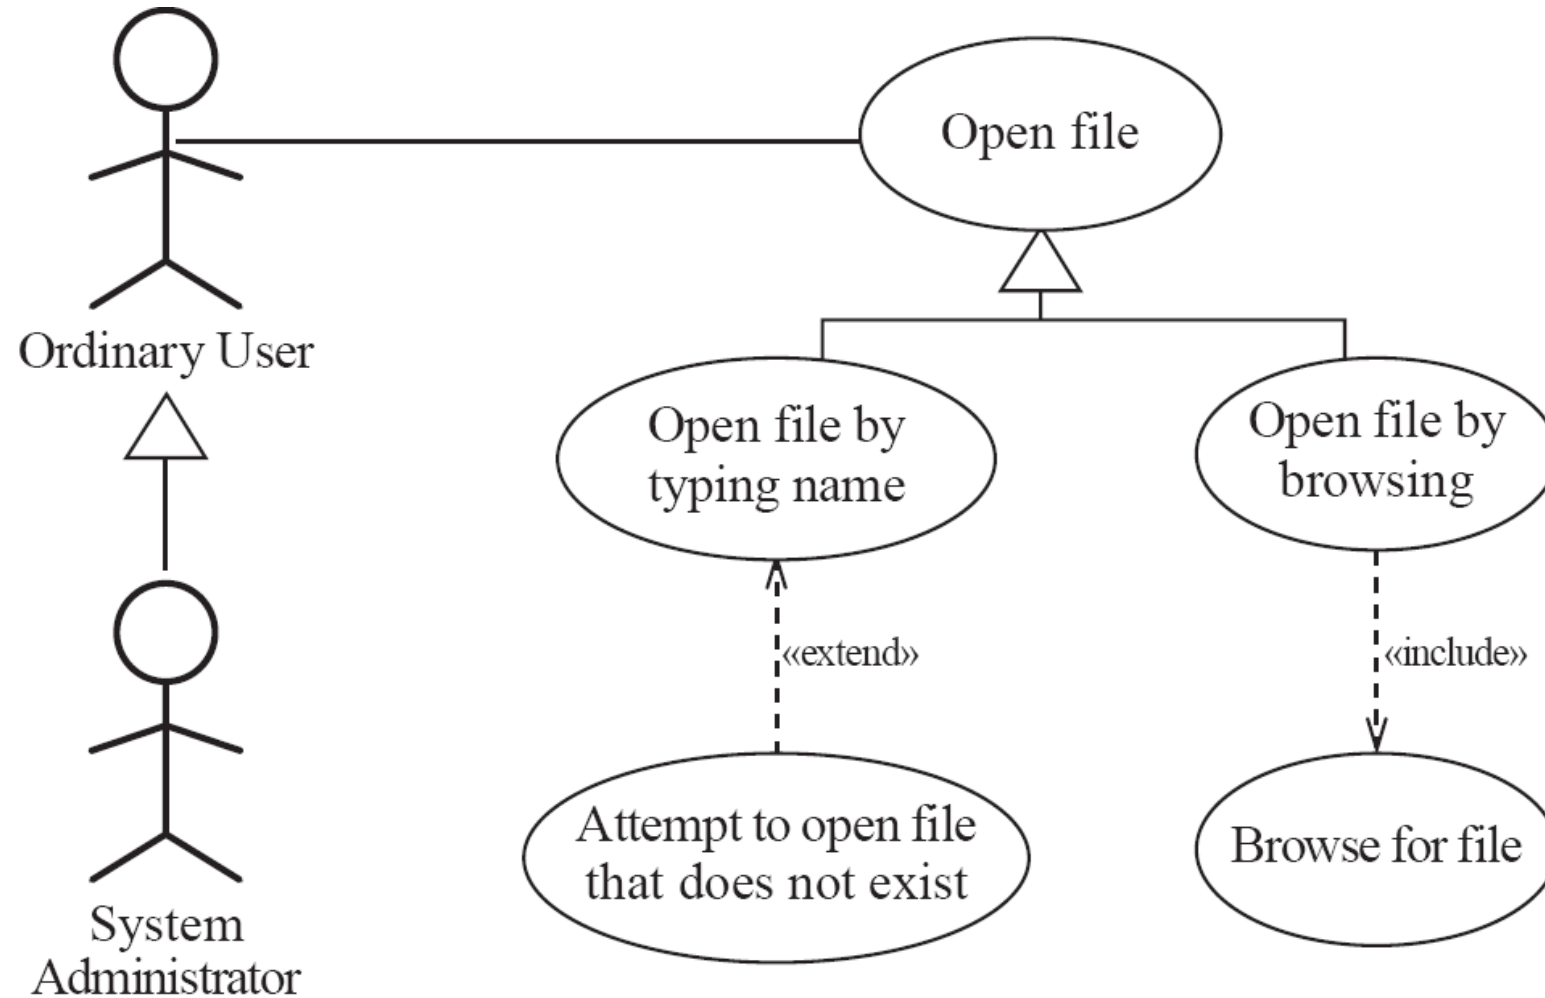 Open file
Ordinary User
Open file by
typing name
Open file by
browsing
«extend»
«include»
Attempt to open file
that does not exist
Browse for file
System
Administrator